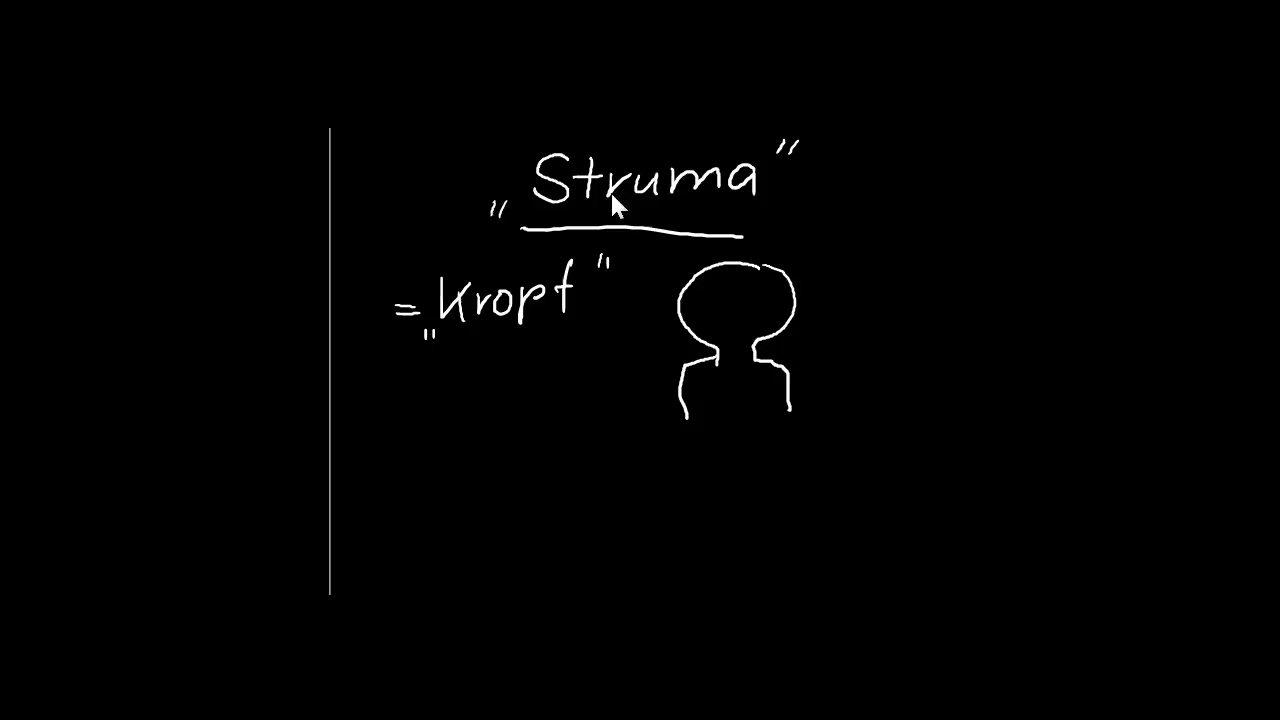 „Struma"
= „Kropf"